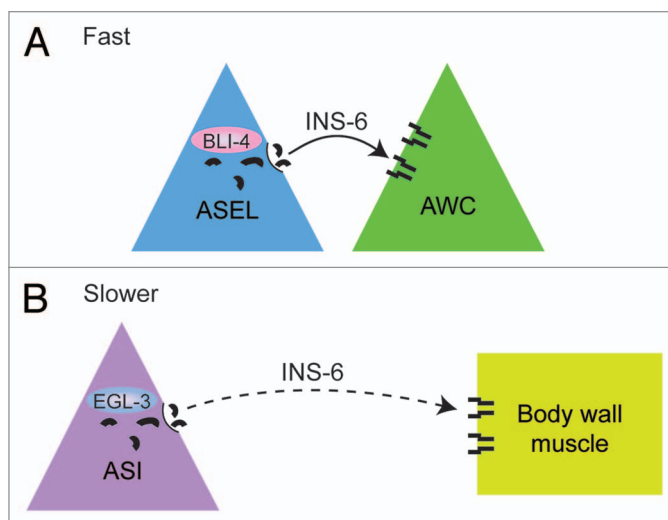 A Fast
BLI-4
INS-6
ASEL
AWC
B Slower
EGL-3
INS-6
ASI
Body wall
muscle